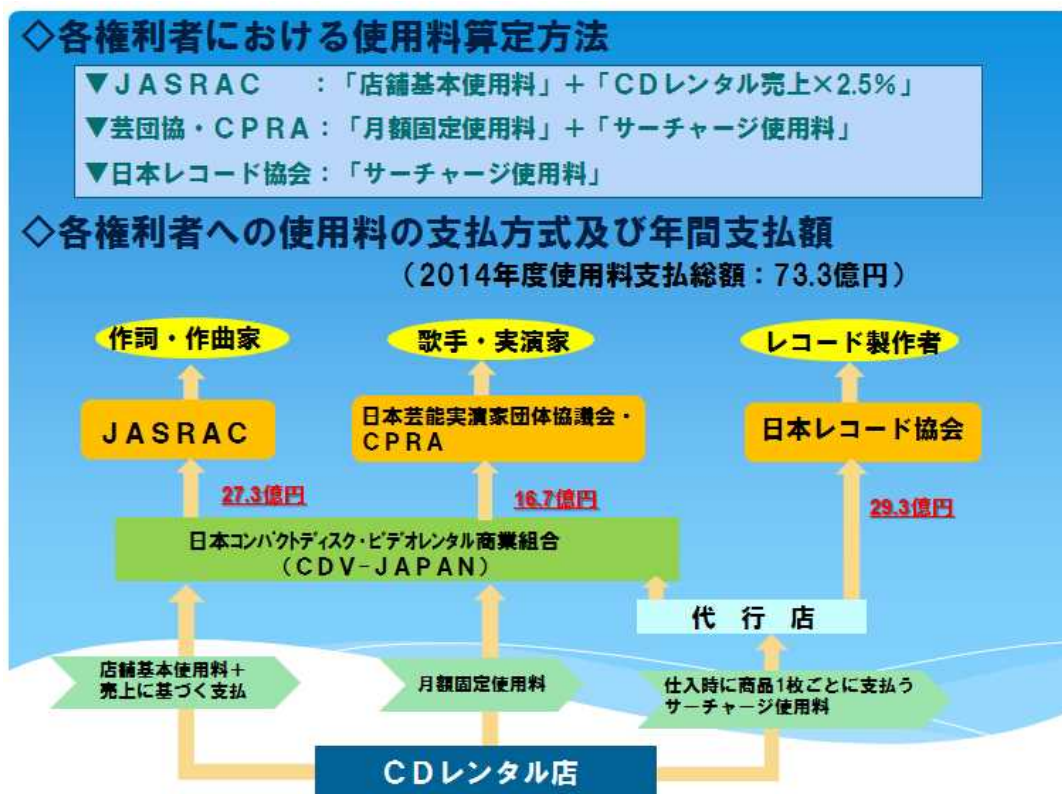 ◇各権利者における使用料算定方法
▼JASRAC :「店舗基本使用料」+「CDレンタル売上×2.5%」
▼芸団協・CPRA:「月額固定使用料」+「サーチャージ使用料」
▼日本レコード協会:「サーチャージ使用料」
◇各権利者への使用料の支払方式及び年間支払額
(2014年度使用料支払総額:73.3億円)
作詞・作曲家
歌手・実演家
レコード製作者
JASRAC
日本芸能実演家団体協議会・
CPRA
日本レコード協会
27.3億円
16.7億円
29.3億円
日本コンパクトディスク・ビデオレンタル商業組合
(CDV-JAPAN)
代 行 店
店舗基本使用料+
売上に基づく支払
月額固定使用料
仕入時に商品1枚ごとに支払う
サーチャージ使用料
CDレンタル店